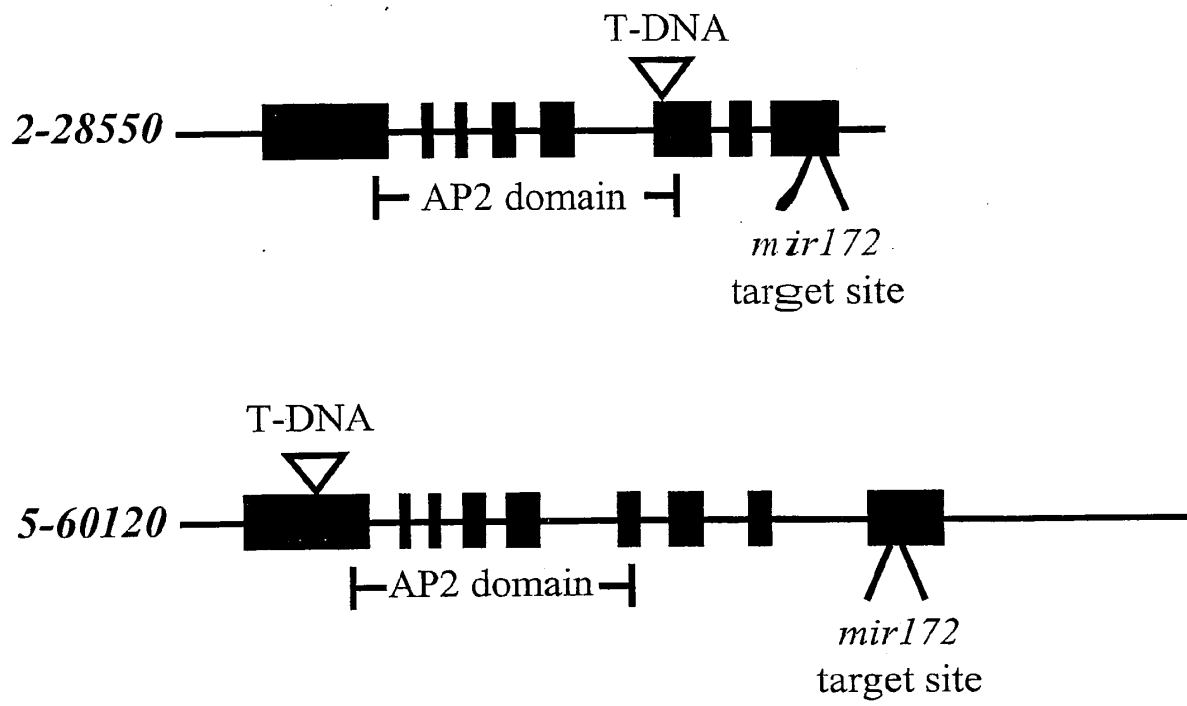 T-DNA
2-28550
AP2 domain
mir172
target site
T-DNA
5-60120
AP2 domain
mir172
target site